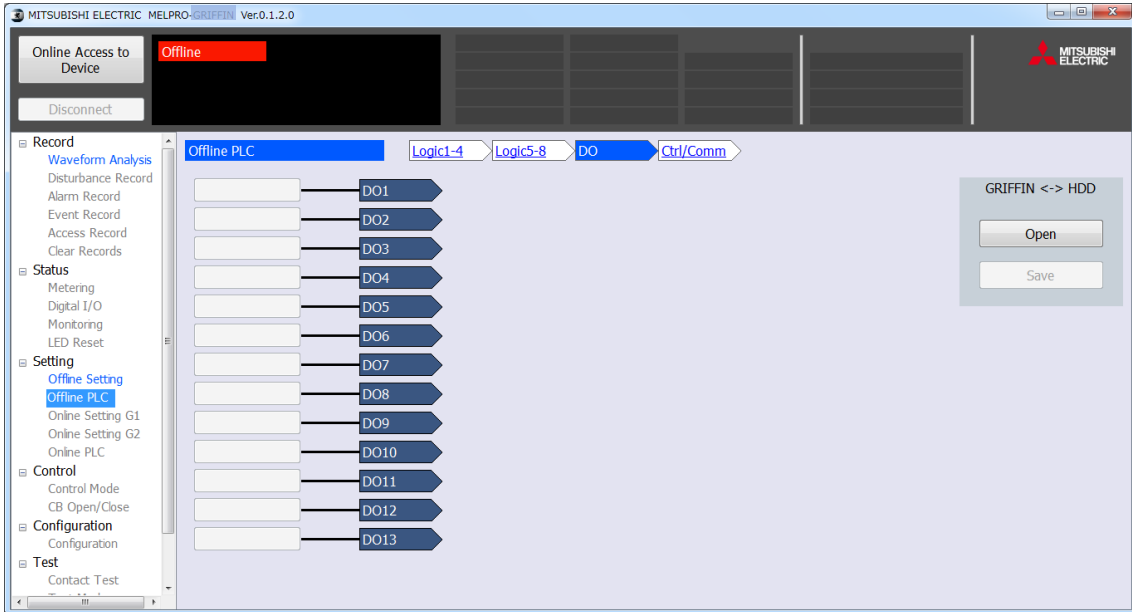 MITSUBISHI ELECTRIC MELPRO-GRIFFIN Ver.0.1.2.0
Online Access to
Device
Disconnect
Offline
MITSUBISHI
ELECTRIC
Record
Waveform Analysis
Disturbance Record
Alarm Record
Event Record
Access Record
Clear Records
Status
Metering
Digital I/O
Monitoring
LED Reset
Setting
Offline Setting
Offline PLC
Online Setting G1
Online Setting G2
Online PLC
Control
Control Mode
CB Open/Close
Configuration
Configuration
Test
Contact Test
Offline PLC
Logic1-4
Logic5-8
DO
Ctrl/Comm
DO1
DO2
DO3
DO4
DO5
DO6
DO7
DO8
DO9
DO10
DO11
DO12
DO13
GRIFFIN <-> HDD
Open
Save